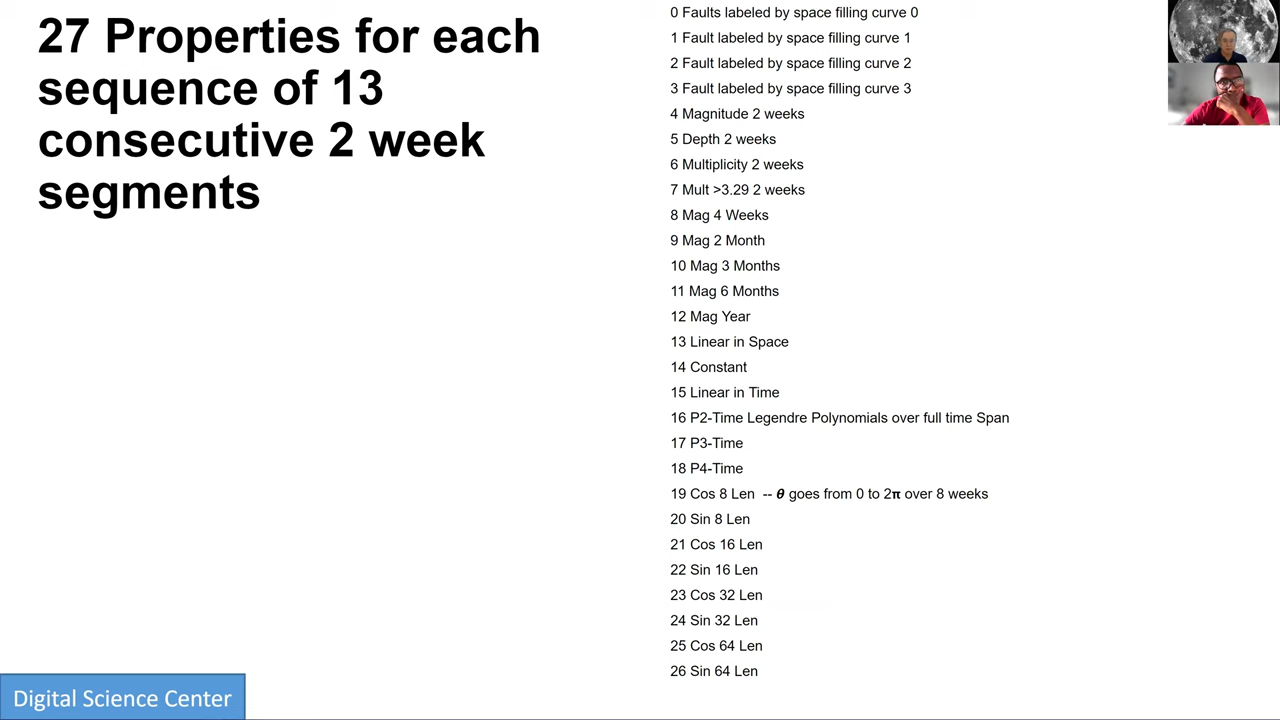 27 Properties for each
sequence of 13
consecutive 2 week
segments
0 Faults labeled by space filling curve 0
1 Fault labeled by space filling curve 1
2 Fault labeled by space filling curve 2
3 Fault labeled by space filling curve 3
4 Magnitude 2 weeks
5 Depth 2 weeks
6 Multiplicity 2 weeks
7 Mult >3.29 2 weeks
8 Mag 4 Weeks
9 Mag 2 Month
10 Mag 3 Months
11 Mag 6 Months
12 Mag Year
13 Linear in Space
14 Constant
15 Linear in Time
16 P2-Time Legendre Polynomials over full time Span
17 P3-Time
18 P4-Time
19 Cos 8 Len -- θ goes from 0 to 2π over 8 weeks
20 Sin 8 Len
21 Cos 16 Len
22 Sin 16 Len
23 Cos 32 Len
24 Sin 32 Len
25 Cos 64 Len
26 Sin 64 Len
Digital Science Center